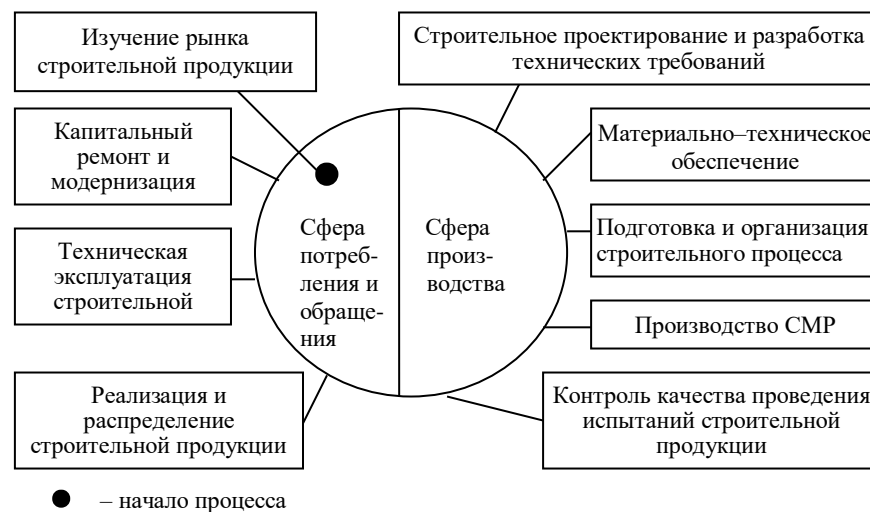 Изучение рынка
строительной продукции
Строительное проектирование и разработка
технических требований
Капитальный
ремонт и
модернизация
Материально–техническое
обеспечение
Сфера
потреб-
ления и
обраще-
ния
Сфера
произ-
водства
Подготовка и организация
строительного процесса
Техническая
эксплуатация
строительной
Производство СМР
Реализация и
распределение
строительной продукции
Контроль качества проведения
испытаний строительной
продукции
– начало процесса